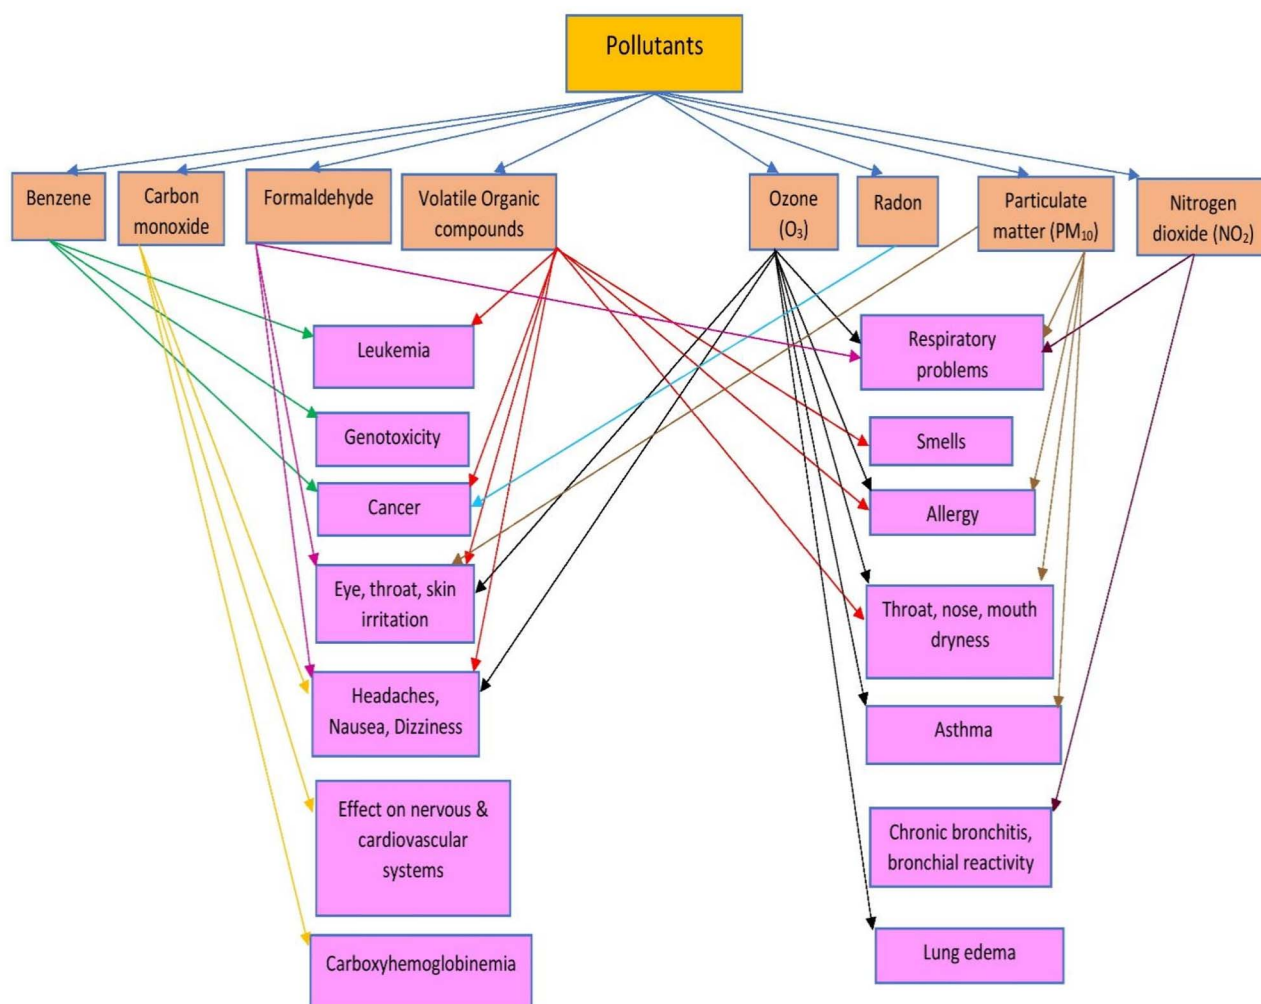 Pollutants
Benzene
Carbon
monoxide
Formaldehyde
Volatile Organic
compounds
Ozone
(O₃)
Radon
Particulate
matter (PM₁₀)
Nitrogen
dioxide (NO₂)
Leukemia
Genotoxicity
Cancer
Eye, throat, skin
irritation
Headaches,
Nausea, Dizziness
Effect on nervous &
cardiovascular
systems
Carboxyhemoglobinemia
Respiratory
problems
Smells
Allergy
Throat, nose, mouth
dryness
Asthma
Chronic bronchitis,
bronchial reactivity
Lung edema